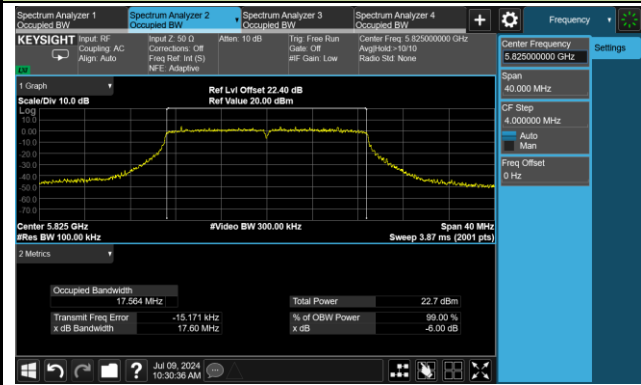 Spectrum Analyzer 1
Occupied BW
Spectrum Analyzer 2
Occupied BW
Spectrum Analyzer 3
Occupied BW
Spectrum Analyzer 4
Occupied BW
+
Frequency
KEYSIGHT
Input: RF
Coupling: AC
Align: Auto
Input Z: 50 Ω
Corrections: Off
Freq Ref: Int (S)
NFE: Adaptive
Atten: 10 dB
Trig: Free Run
Gate: Off
#IF Gain: Low
Center Freq: 5.825000000 GHz
Avg|Hold:>10/10
Radio Std: None
Center Frequency
5.825000000 GHz
Settings
Span
40.000 MHz
CF Step
4.000000 MHz
Auto
Man
Freq Offset
0 Hz
1 Graph
Scale/Div 10.0 dB
Ref Lvl Offset 22.40 dB
Ref Value 20.00 dBm
Log
10.0
0.00
-10.0
-20.0
-30.0
-40.0
-50.0
-60.0
-70.0
Center 5.825 GHz
#Video BW 300.00 kHz
Span 40 MHz
#Res BW 100.00 kHz
Sweep 3.87 ms (2001 pts)
2 Metrics
Occupied Bandwidth
17.564 MHz
Total Power 22.7 dBm
Transmit Freq Error -15.171 kHz
% of OBW Power 99.00 %
x dB Bandwidth 17.60 MHz
x dB -6.00 dB
?
Jul 09, 2024
10:30:36 AM